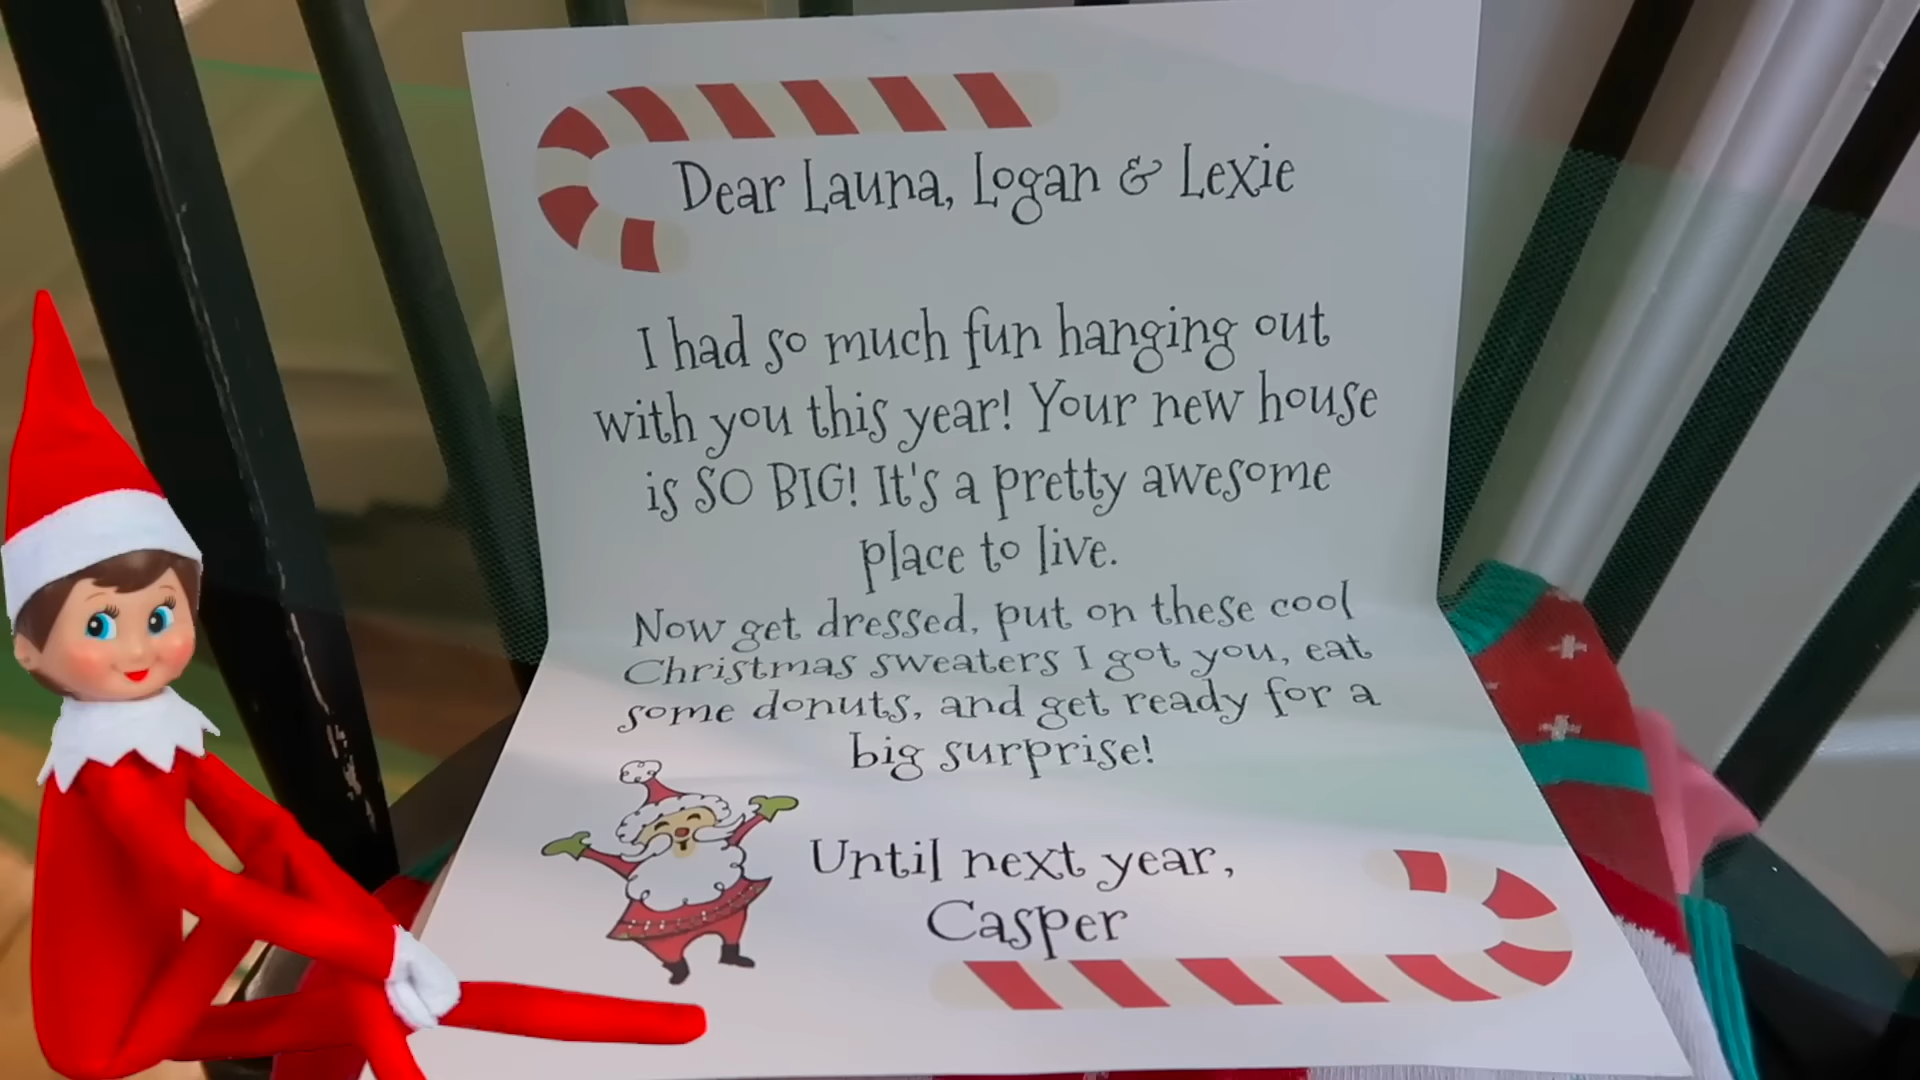 Dear Launa, Logan & Lexie
I had so much fun hanging out
with you this year! Your new house
is SO BIG! It's a pretty awesome
place to live.
Now get dressed, put on these cool
Christmas sweaters I got you, eat
some donuts, and get ready for a
big surprise!
Until next year,
Casper